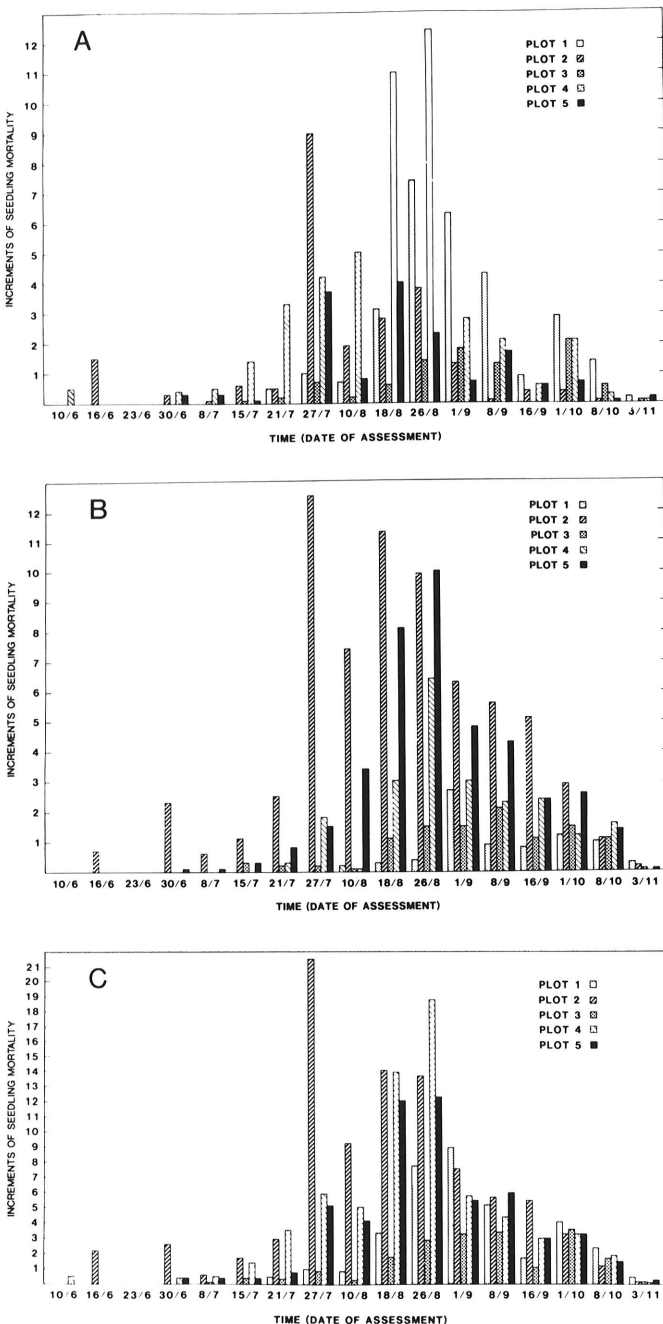 A
INCREMENTS OF SEEDLING MORTALITY
12
11
10
9
8
7
6
5
4
3
2
1
PLOT 1
PLOT 2
PLOT 3
PLOT 4
PLOT 5
10/6 16/6 23/6 30/6 8/7 15/7 21/7 27/7 10/8 18/8 26/8 1/9 8/9 16/9 1/10 8/10 3/11
TIME (DATE OF ASSESSMENT)
B
INCREMENTS OF SEEDLING MORTALITY
12
11
10
9
8
7
6
5
4
3
2
1
PLOT 1
PLOT 2
PLOT 3
PLOT 4
PLOT 5
10/6 16/6 23/6 30/6 8/7 15/7 21/7 27/7 10/8 18/8 26/8 1/9 8/9 16/9 1/10 8/10 3/11
TIME (DATE OF ASSESSMENT)
C
INCREMENTS OF SEEDLING MORTALITY
21
20
19
18
17
16
15
14
13
12
11
10
9
8
7
6
5
4
3
2
1
PLOT 1
PLOT 2
PLOT 3
PLOT 4
PLOT 5
10/6 16/6 23/6 30/6 8/7 15/7 21/7 27/7 10/8 18/8 26/8 1/9 8/9 16/9 1/10 8/10 3/11
TIME (DATE OF ASSESSMENT)